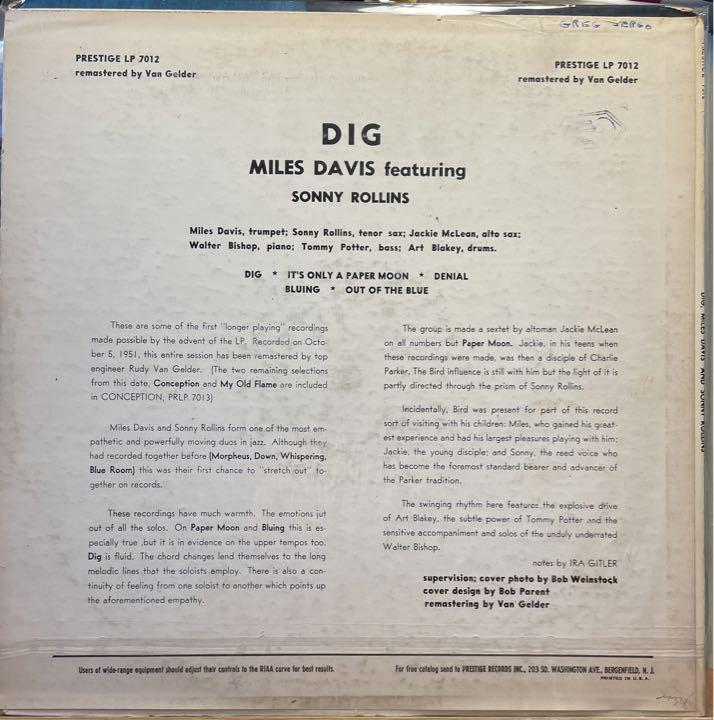 GREG
PRESTIGE LP 7012
remastered by Van Gelder
PRESTIGE LP 7012
remastered by Van Gelder
DIG
MILES DAVIS featuring
SONNY ROLLINS
Miles Davis, trumpet; Sonny Rollins, tenor sax; Jackie McLean, alto sax;
Walter Bishop, piano; Tommy Potter, bass; Art Blakey, drums.
DIG * IT'S ONLY A PAPER MOON * DENIAL
BLUING * OUT OF THE BLUE
These are some of the first "longer playing" recordings
made possible by the advent of the LP. Recorded on Octo-
ber 5, 1951, this entire session has been remastered by top
engineer Rudy Van Gelder. (The two remaining selections
from this date, Conception and My Old Flame are included
in CONCEPTION, PRLP 7013)
Miles Davis and Sonny Rollins form one of the most em-
pathetic and powerfully moving duos in jazz. Although they
had recorded together before (Morpheus, Down, Whispering,
Blue Room) this was their first chance to "stretch out" to-
gether on records.
These recordings have much warmth. The emotions jut
out of all the solos. On Paper Moon and Bluing this is es-
pecially true ,but it is in evidence on the upper tempos too.
Dig is fluid. The chord changes lend themselves to the long
melodic lines that the soloists employ. There is also a con-
tinuity of feeling from one soloist to another which points up
the aforementioned empathy.
The group is made a sextet by altoman Jackie McLean
on all numbers but Paper Moon. Jackie, in his teens when
these recordings were made, was then a disciple of Charlie
Parker. The Bird influence is still with him but the light of it is
partly directed through the prism of Sonny Rollins.
Incidentally, Bird was present for part of this record
sort of visiting with his children: Miles, who gained his great-
est experience and had his largest pleasures playing with him;
Jackie, the young disciple; and Sonny, the reed voice who
has become the foremost standard bearer and advancer of
the Parker tradition.
The swinging rhythm here features the explosive drive
of Art Blakey, the subtle power of Tommy Potter and the
sensitive accompaniment and solos of the unduly underrated
Walter Bishop.
notes by IRA GITLER
supervision; cover photo by Bob Weinstock
cover design by Bob Parent
remastering by Van Gelder
Users of wide-range equipment should adjust their controls to the RIAA curve for best results.
For free catalog send to PRESTIGE RECORDS INC., 203 SO. WASHINGTON AVE., BERGENFIELD, N. J.
PRINTED IN U.S.A.
DIG, MILES DAVIS AND SONNY ROLLINS